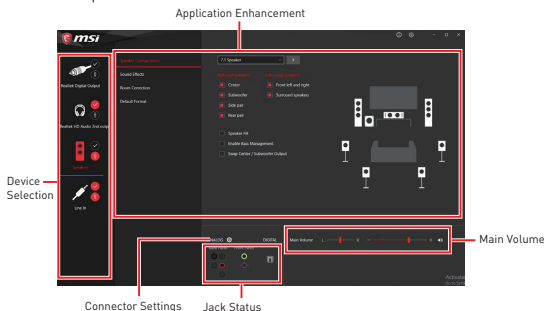 Application Enhancement
msi
Speaker Configuration
7.1 Speaker
Realtek Digital Output
Sound Effects
Center
Front left and right
Room Correction
Subwoofer
Surround speakers
Default Format
Side pair
Rear pair
Realtek HD Audio 2nd output
Speaker Fill
Enable Bass Management
Swap Center / Subwoofer Output
Speakers
Device
Selection
Line In
ANALOG
DIGITAL
Main Volume
L
R
Main Volume
Connector Settings
Jack Status